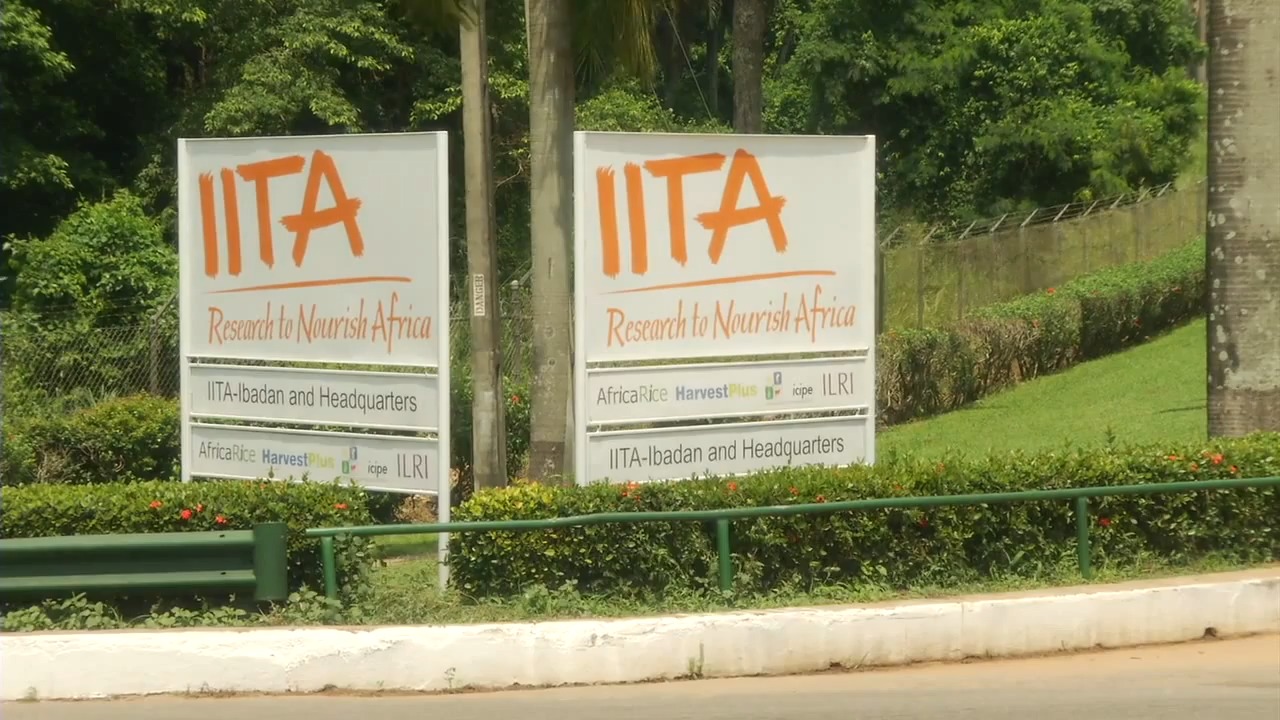 IITA
Research to Nourish Africa
IITA-Ibadan and Headquarters
AfricaRice HarvestPlus icipe ILRI
DANGER
IITA
Research to Nourish Africa
AfricaRice HarvestPlus icipe ILRI
IITA-Ibadan and Headquarters